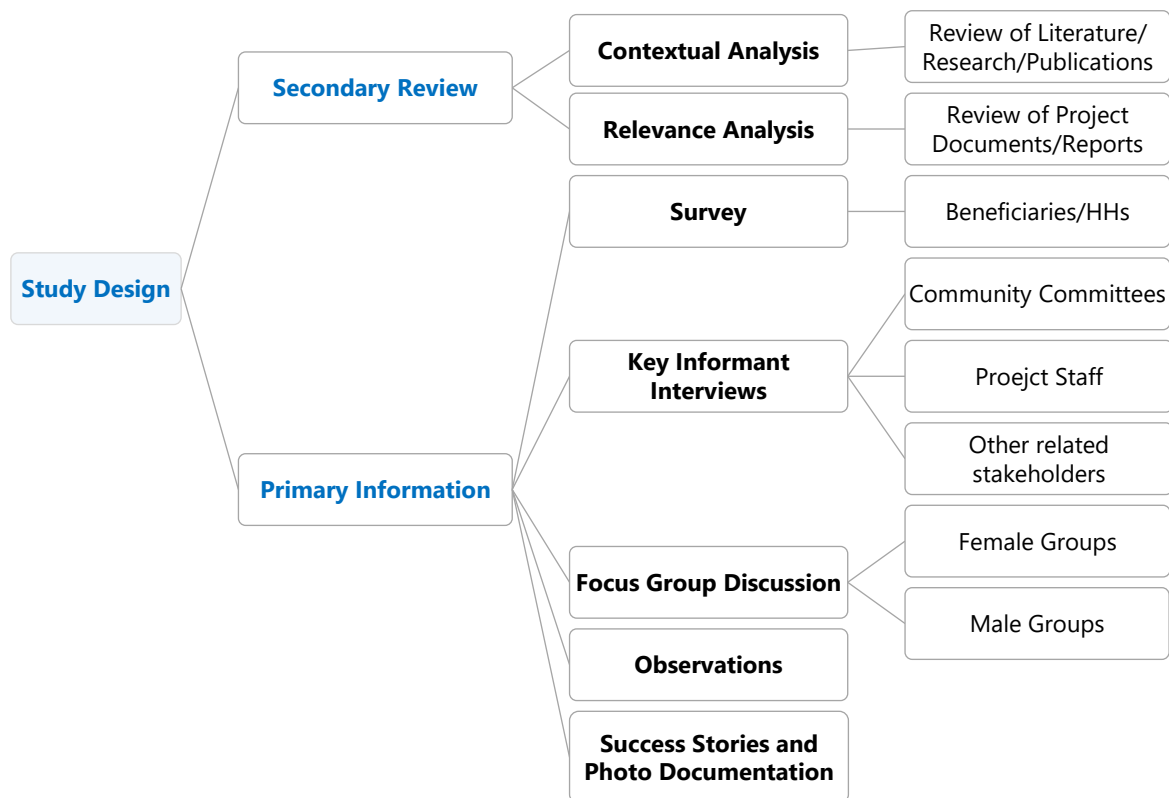 Study Design
Secondary Review
Contextual Analysis
Review of Literature/
Research/Publications
Relevance Analysis
Review of Project
Documents/Reports
Primary Information
Survey
Beneficiaries/HHs
Key Informant
Interviews
Community Committees
Proejct Staff
Other related
stakeholders
Focus Group Discussion
Female Groups
Male Groups
Observations
Success Stories and
Photo Documentation